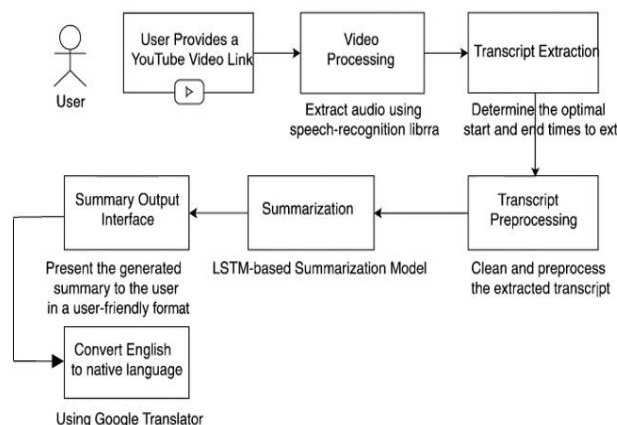 User Provides a
YouTube Video Link
User
Video
Processing
Extract audio using
speech-recognition librra
Transcript Extraction
Determine the optimal
start and end times to ext
Transcript
Preprocessing
Clean and preprocess
the extracted transcript
Summarization
LSTM-based Summarization Model
Summary Output
Interface
Present the generated
summary to the user
in a user-friendly format
Convert English
to native language
Using Google Translator